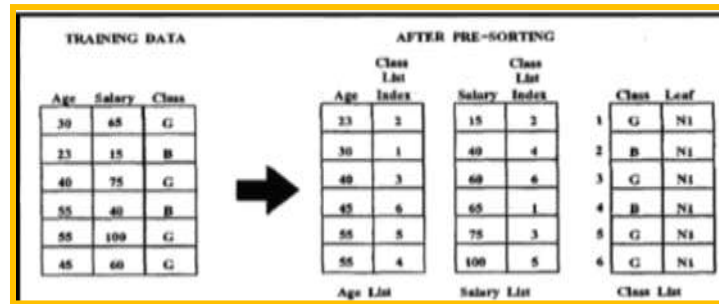 TRAINING DATA AFTER PRE-SORTING
Class Class
List List
Age Salary Class Age Index Salary Index Class Leaf
30 65 G 23 2 15 2 1 G N1
23 15 B 30 1 40 4 2 B N1
40 75 G 40 3 60 6 3 G N1
55 40 B 45 6 65 1 4 B N1
55 100 G 55 5 75 3 5 G N1
45 60 G 55 4 100 5 6 G N1
Age List Salary List Class List